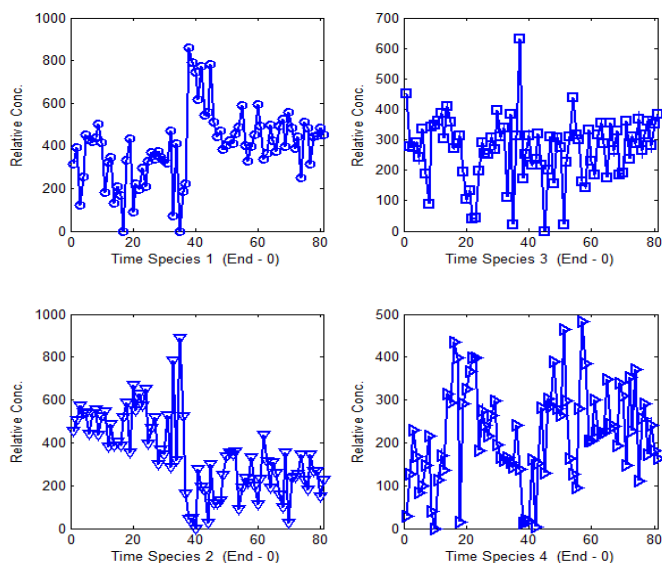 1000
800
600
400
200
0
Relative Conc.
0 20 40 60 80
Time Species 1 (End - 0)
700
600
500
400
300
200
100
0
Relative Conc.
0 20 40 60 80
Time Species 3 (End - 0)
1000
800
600
400
200
0
Relative Conc.
0 20 40 60 80
Time Species 2 (End - 0)
500
400
300
200
100
0
Relative Conc.
0 20 40 60 80
Time Species 4 (End - 0)